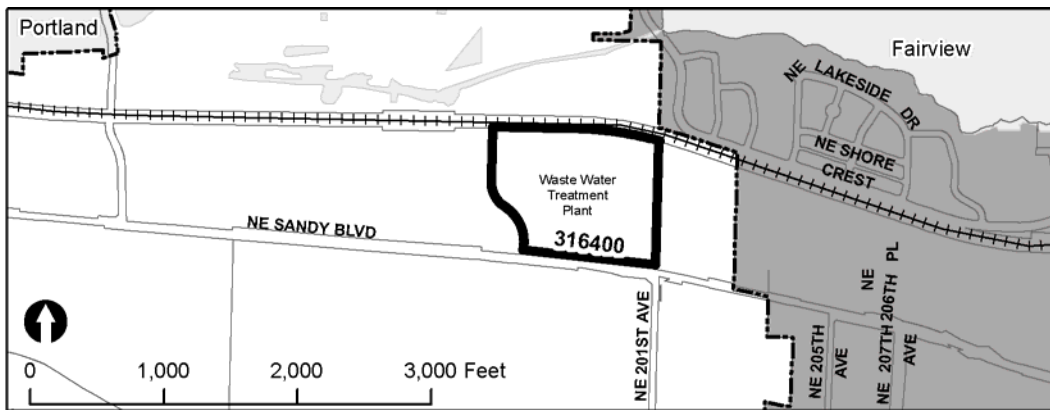 Portland
Fairview
NE LAKESIDE DR
NE SHORE
CREST
Waste Water
Treatment
Plant
316400
NE SANDY BLVD
NE 201ST AVE
NE 205TH
AVE
NE
206TH PL
NE 207TH
AVE
0
1,000
2,000
3,000 Feet